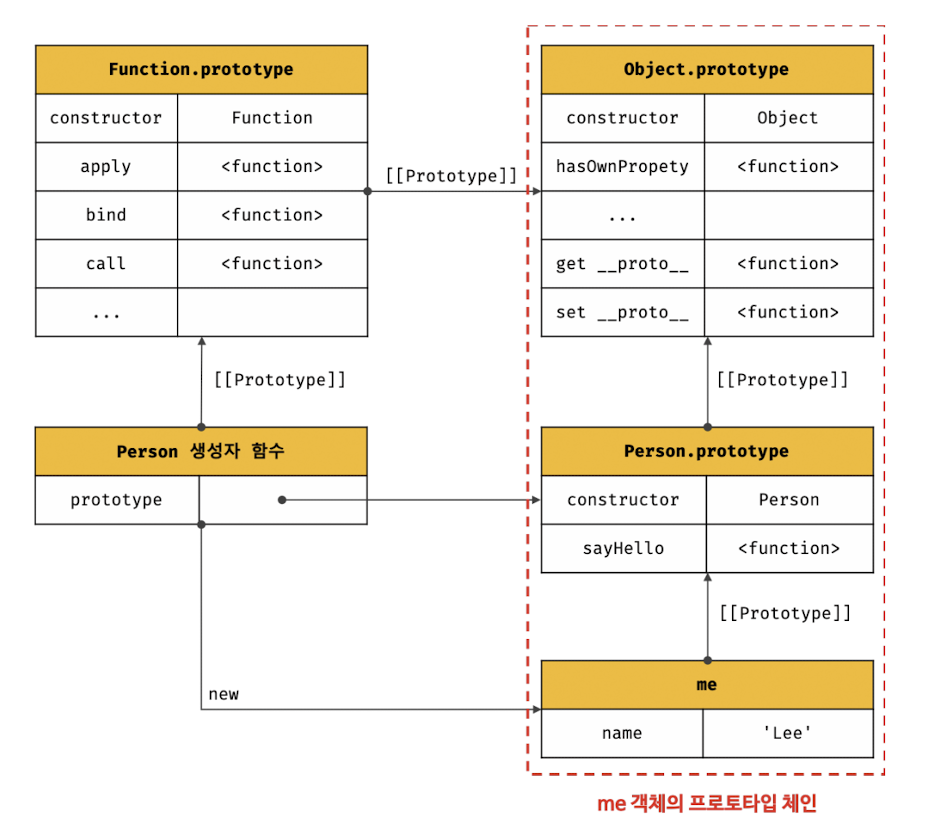 Function.prototype
constructor Function
apply <function>
bind <function>
call <function>
...
[[Prototype]]
Object.prototype
constructor Object
hasOwnPropety <function>
...
get __proto__ <function>
set __proto__ <function>
[[Prototype]]
[[Prototype]]
Person 생성자 함수
prototype
Person.prototype
constructor Person
sayHello <function>
[[Prototype]]
new
me
name 'Lee'
me 객체의 프로토타입 체인